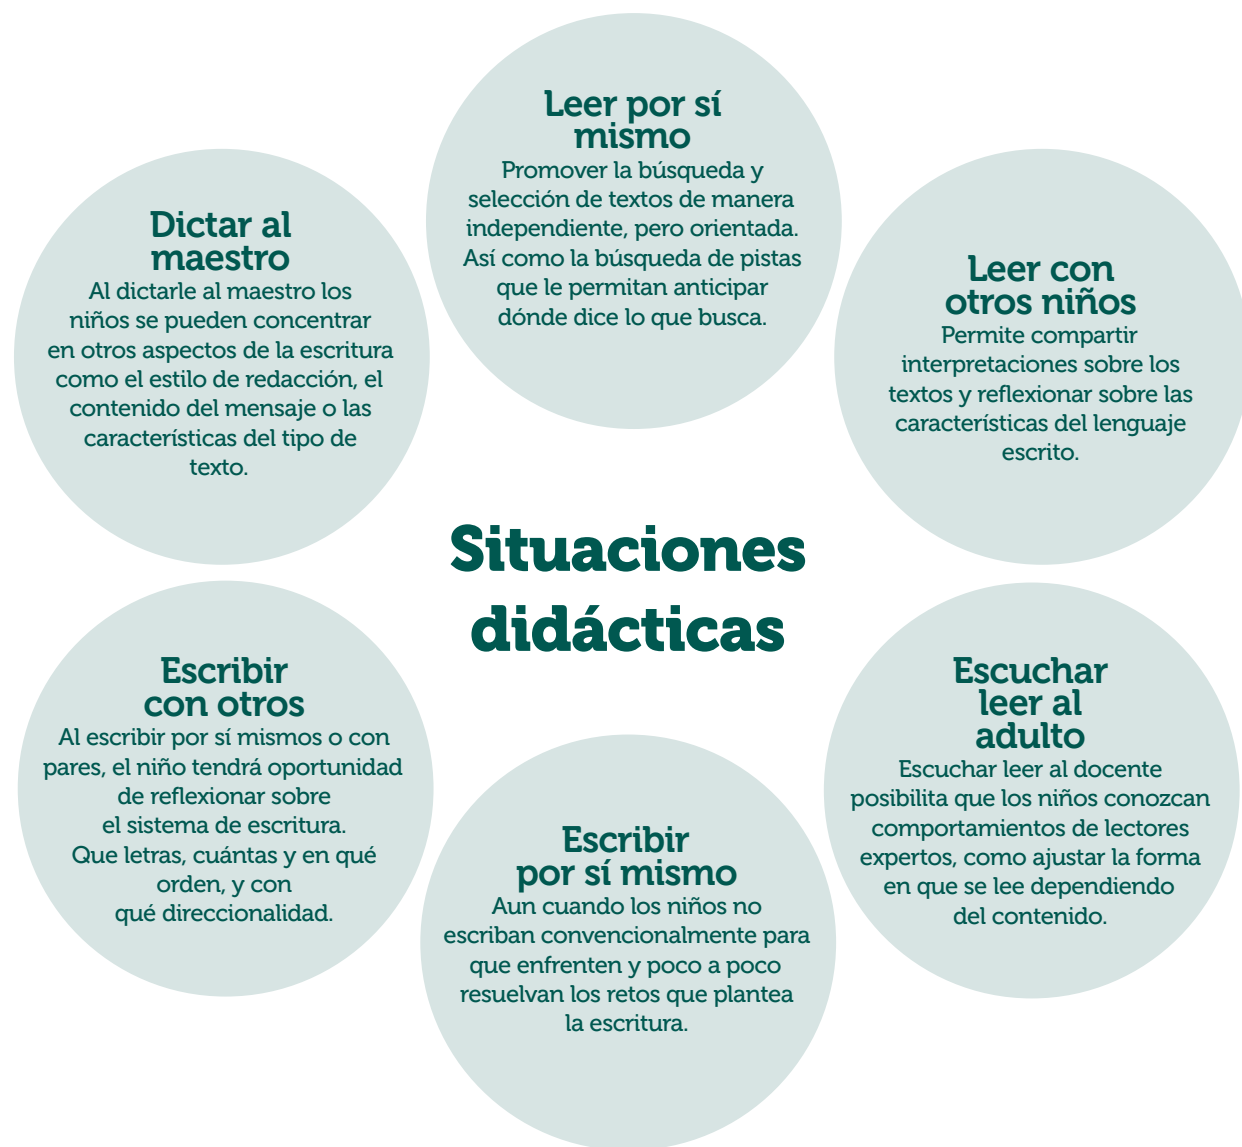 Leer por sí
mismo
Promover la búsqueda y
selección de textos de manera
independiente, pero orientada.
Así como la búsqueda de pistas
que le permitan anticipar
dónde dice lo que busca.
Dictar al
maestro
Al dictarle al maestro los
niños se pueden concentrar
en otros aspectos de la escritura
como el estilo de redacción, el
contenido del mensaje o las
características del tipo de
texto.
Leer con
otros niños
Permite compartir
interpretaciones sobre los
textos y reflexionar sobre las
características del lenguaje
escrito.
Situaciones
didácticas
Escribir
con otros
Al escribir por sí mismos o con
pares, el niño tendrá oportunidad
de reflexionar sobre
el sistema de escritura.
Que letras, cuántas y en qué
orden, y con
qué direccionalidad.
Escuchar
leer al
adulto
Escuchar leer al docente
posibilita que los niños conozcan
comportamientos de lectores
expertos, como ajustar la forma
en que se lee dependiendo
del contenido.
Escribir
por sí mismo
Aun cuando los niños no
escriban convencionalmente para
que enfrenten y poco a poco
resuelvan los retos que plantea
la escritura.